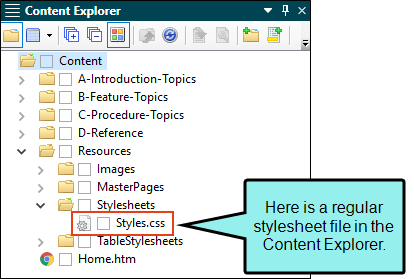 Content Explorer
Content
A-Introduction-Topics
B-Feature-Topics
C-Procedure-Topics
D-Reference
Resources
Images
MasterPages
Stylesheets
Styles.css
TableStylesheets
Home.htm
Here is a regular
stylesheet file in the
Content Explorer.